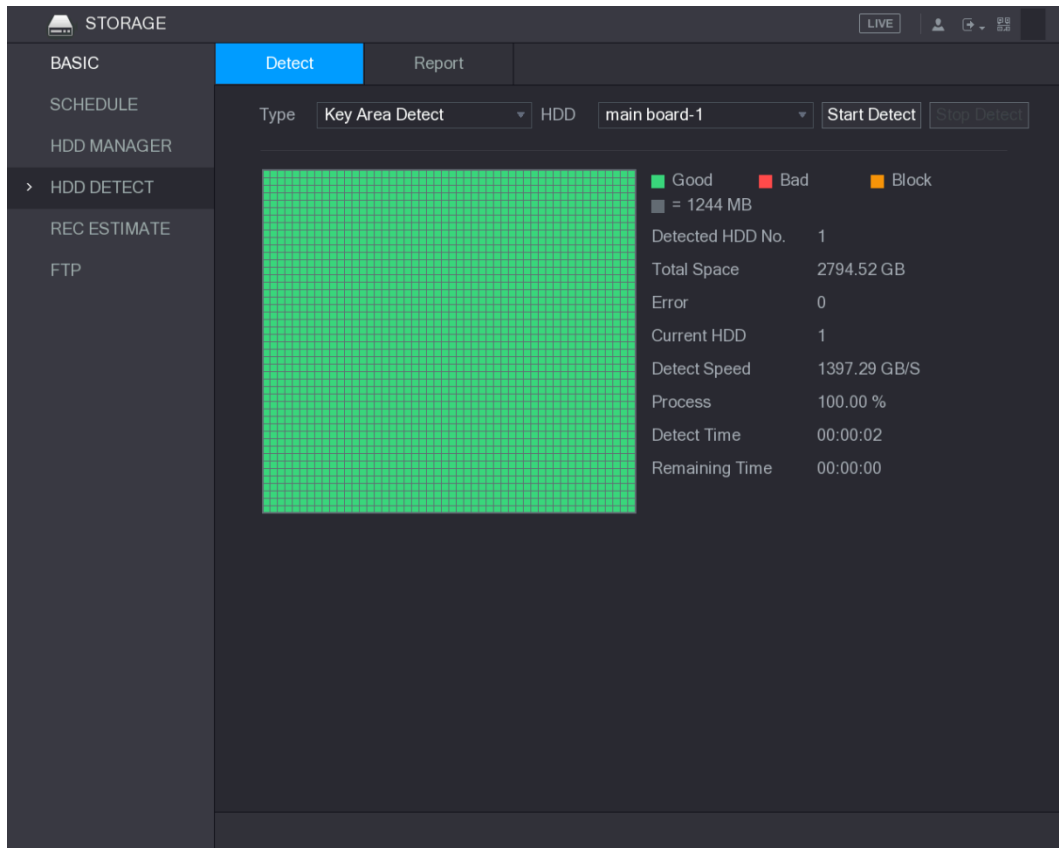 STORAGE LIVE
BASIC Detect Report
SCHEDULE
Type Key Area Detect HDD main board-1 Start Detect Stop Detect
HDD MANAGER
HDD DETECT
REC ESTIMATE
FTP
Good Bad Block
= 1244 MB
Detected HDD No. 1
Total Space 2794.52 GB
Error 0
Current HDD 1
Detect Speed 1397.29 GB/S
Process 100.00 %
Detect Time 00:00:02
Remaining Time 00:00:00